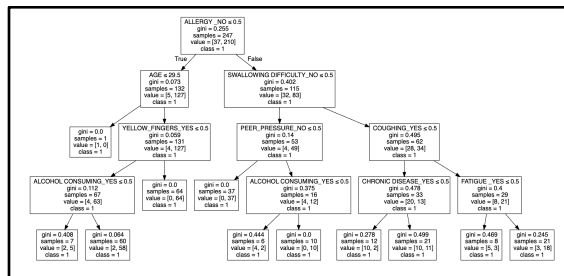 ALLERGY _NO ≤ 0.5
gini = 0.255
samples = 247
value = [37, 210]
class = 1
True
False
AGE ≤ 29.5
gini = 0.073
samples = 132
value = [5, 127]
class = 1
SWALLOWING DIFFICULTY_NO ≤ 0.5
gini = 0.402
samples = 115
value = [32, 83]
class = 1
gini = 0.0
samples = 1
value = [1, 0]
class = 1
YELLOW_FINGERS_YES ≤ 0.5
gini = 0.059
samples = 131
value = [4, 127]
class = 1
PEER_PRESSURE_NO ≤ 0.5
gini = 0.14
samples = 53
value = [4, 49]
class = 1
COUGHING_YES ≤ 0.5
gini = 0.495
samples = 62
value = [28, 34]
class = 1
ALCOHOL CONSUMING_YES ≤ 0.5
gini = 0.112
samples = 67
value = [4, 63]
class = 1
gini = 0.0
samples = 64
value = [0, 64]
class = 1
gini = 0.0
samples = 37
value = [0, 37]
class = 1
ALCOHOL CONSUMING_YES ≤ 0.5
gini = 0.375
samples = 16
value = [4, 12]
class = 1
CHRONIC DISEASE_YES ≤ 0.5
gini = 0.478
samples = 33
value = [20, 13]
class = 1
FATIGUE _YES ≤ 0.5
gini = 0.4
samples = 29
value = [8, 21]
class = 1
gini = 0.408
samples = 7
value = [2, 5]
class = 1
gini = 0.064
samples = 60
value = [2, 58]
class = 1
gini = 0.444
samples = 6
value = [4, 2]
class = 1
gini = 0.0
samples = 10
value = [0, 10]
class = 1
gini = 0.278
samples = 12
value = [10, 2]
class = 1
gini = 0.499
samples = 21
value = [10, 11]
class = 1
gini = 0.469
samples = 8
value = [5, 3]
class = 1
gini = 0.245
samples = 21
value = [3, 18]
class = 1